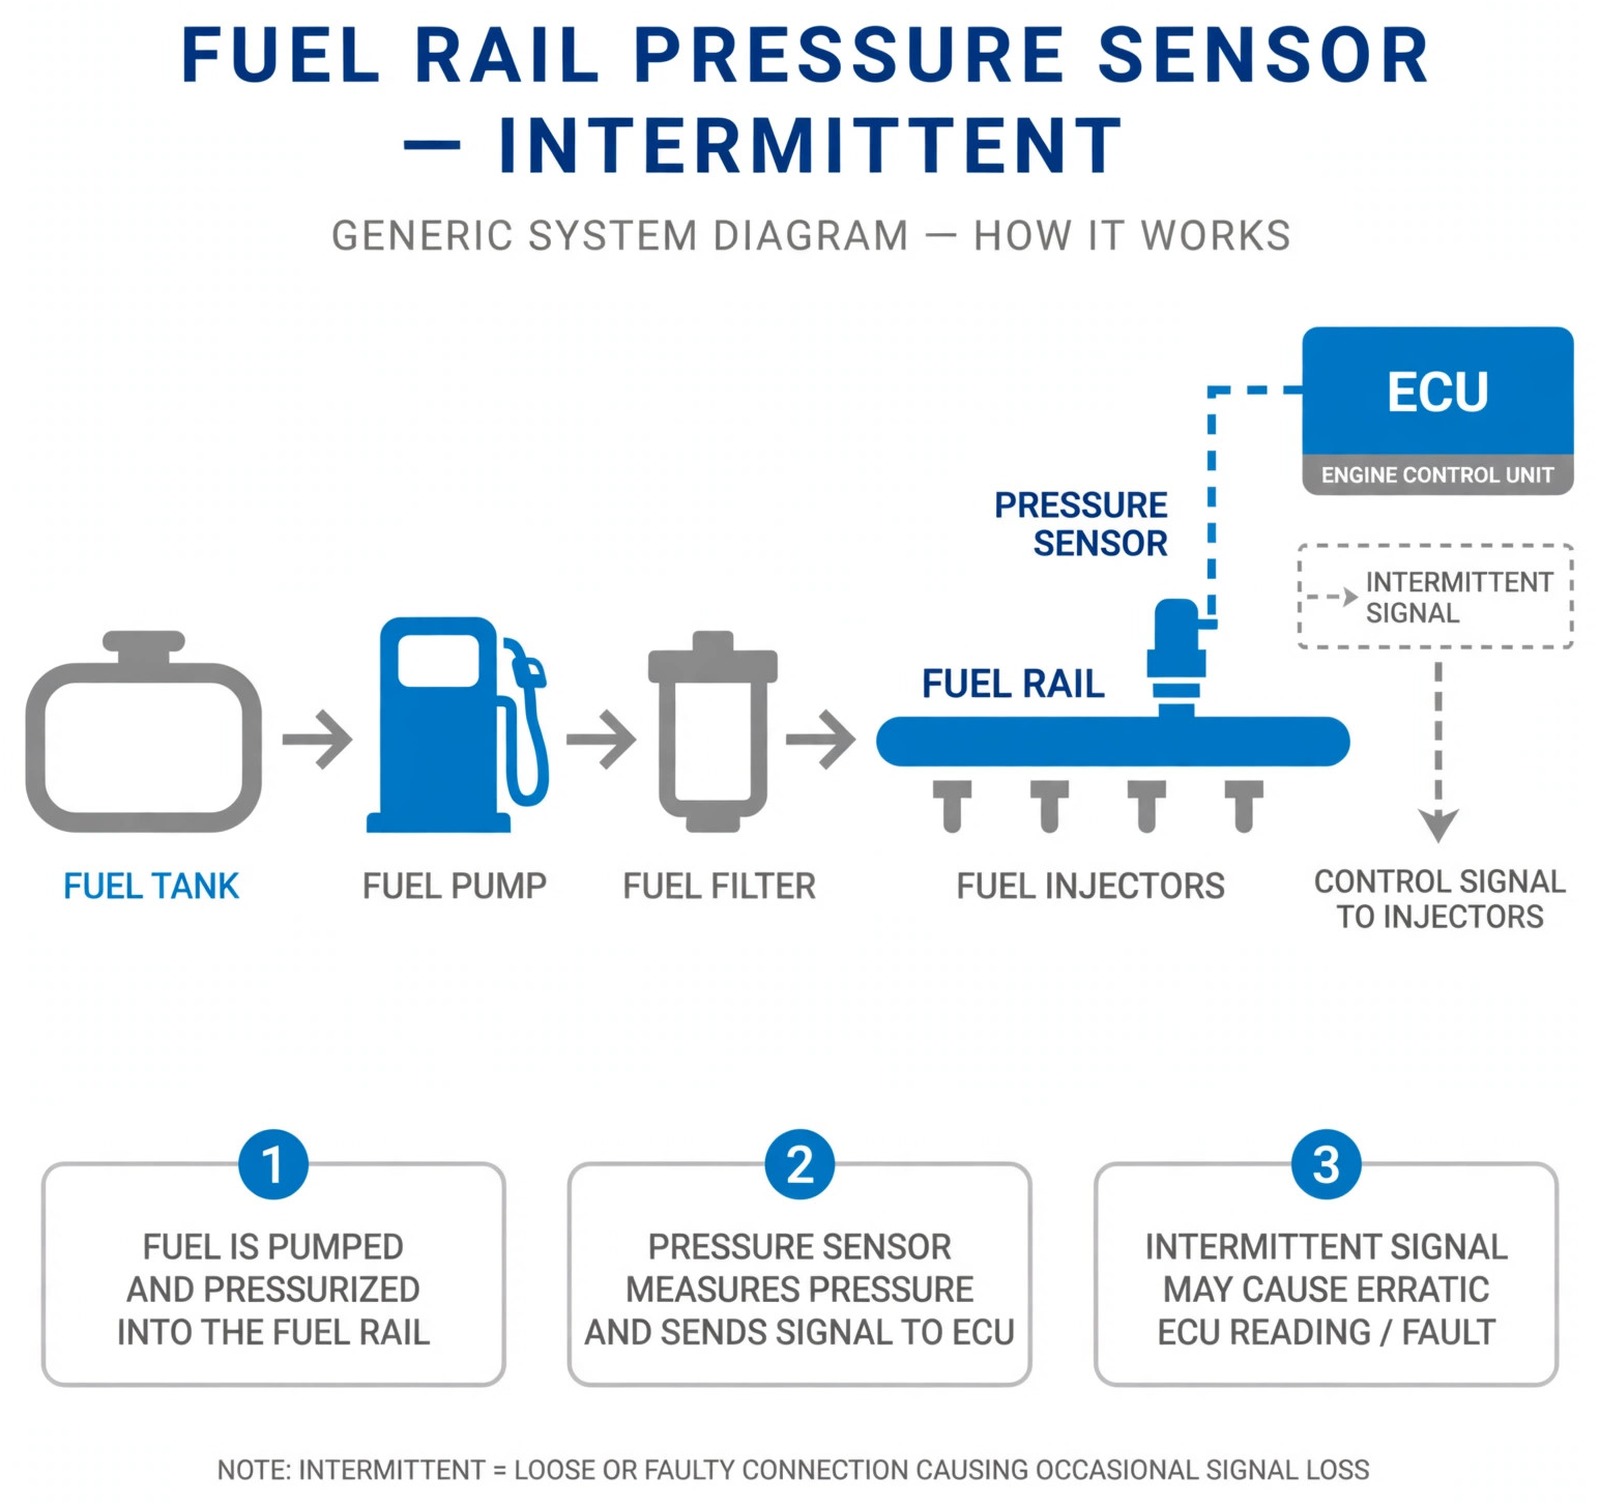 FUEL RAIL PRESSURE SENSOR
— INTERMITTENT
GENERIC SYSTEM DIAGRAM — HOW IT WORKS
ECU
ENGINE CONTROL UNIT
PRESSURE
SENSOR
INTERMITTENT
SIGNAL
FUEL RAIL
FUEL TANK
FUEL PUMP
FUEL FILTER
FUEL INJECTORS
CONTROL SIGNAL
TO INJECTORS
1
FUEL IS PUMPED
AND PRESSURIZED
INTO THE FUEL RAIL
2
PRESSURE SENSOR
MEASURES PRESSURE
AND SENDS SIGNAL TO ECU
3
INTERMITTENT SIGNAL
MAY CAUSE ERRATIC
ECU READING / FAULT
NOTE: INTERMITTENT = LOOSE OR FAULTY CONNECTION CAUSING OCCASIONAL SIGNAL LOSS